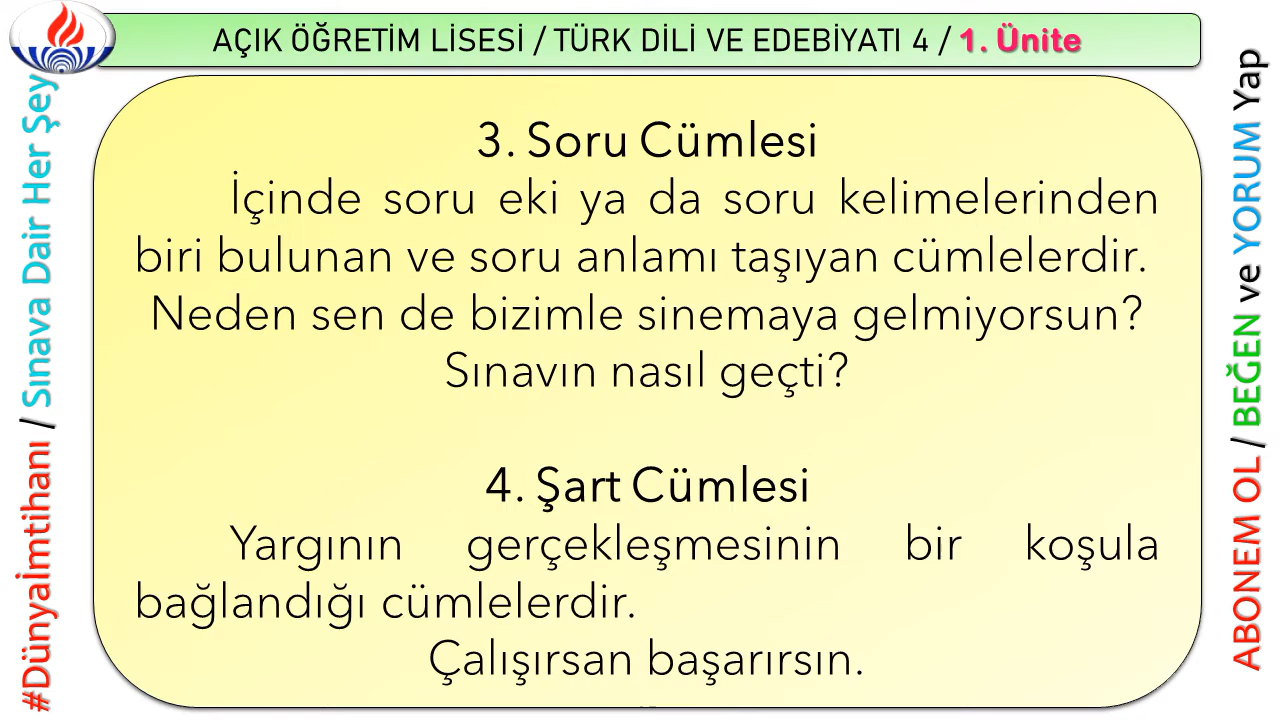 AÇIK ÖĞRETİM LİSESİ / TÜRK DİLİ VE EDEBİYATI 4 / 1. Ünite
#Dünyaİmtihanı / Sınava Dair Her Şey
3. Soru Cümlesi
İçinde soru eki ya da soru kelimelerinden
biri bulunan ve soru anlamı taşıyan cümlelerdir.
Neden sen de bizimle sinemaya gelmiyorsun?
Sınavın nasıl geçti?
4. Şart Cümlesi
Yargının gerçekleşmesinin bir koşula
bağlandığı cümlelerdir.
Çalışırsan başarırsın.
ABONEM OL / BEĞEN ve YORUM Yap